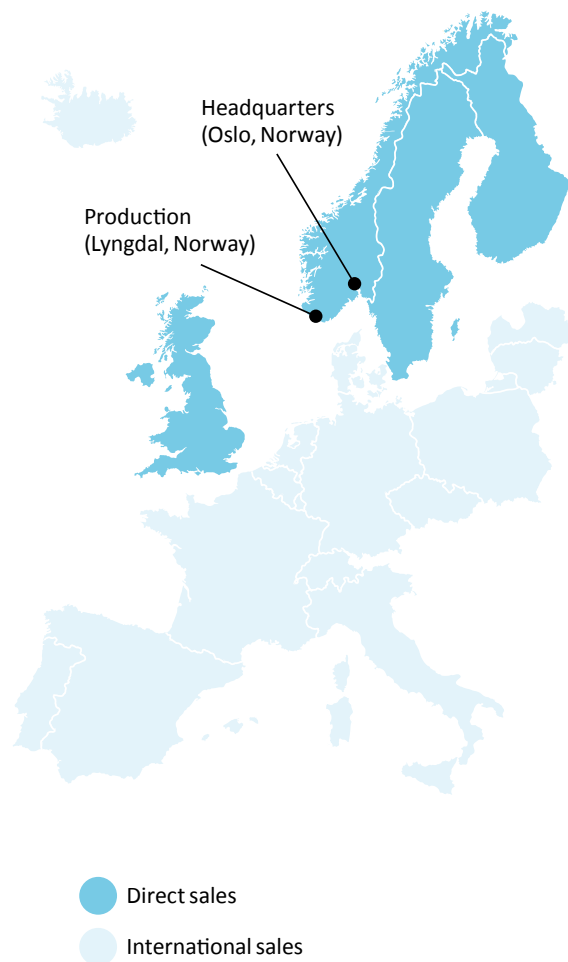 Headquarters
(Oslo, Norway)
Production
(Lyngdal, Norway)
Direct sales
International sales